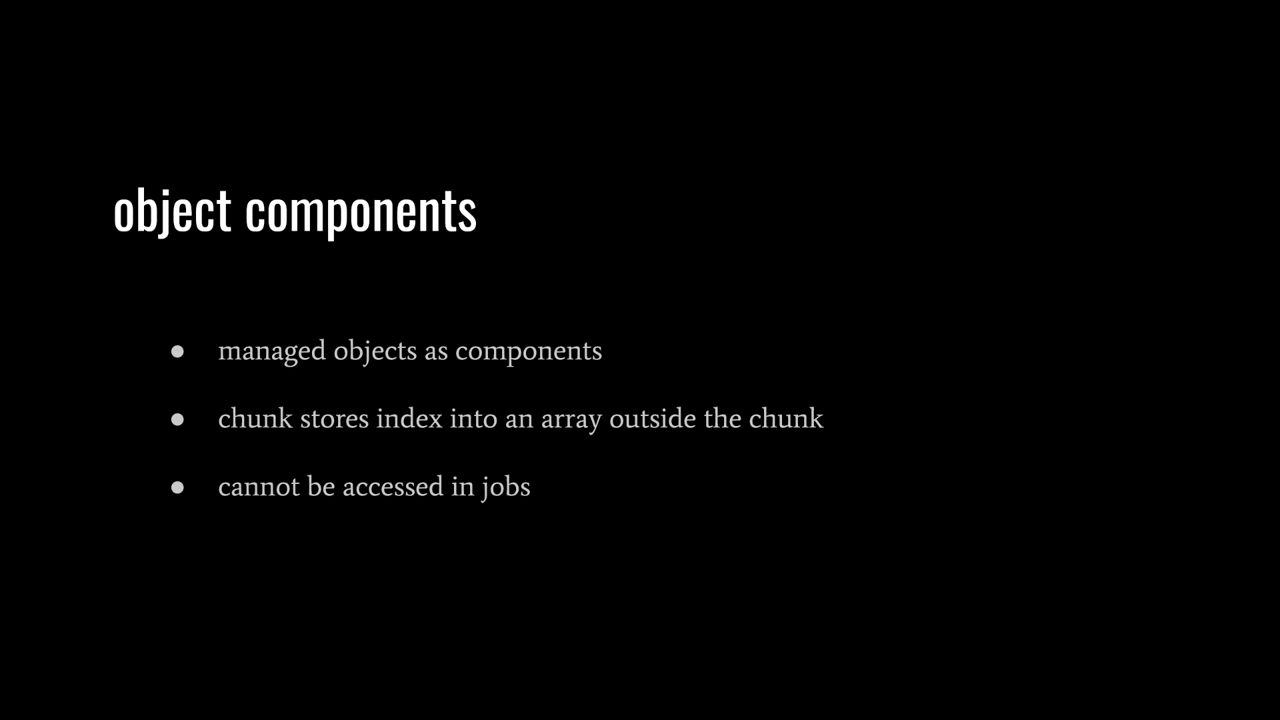 object components
● managed objects as components
● chunk stores index into an array outside the chunk
● cannot be accessed in jobs